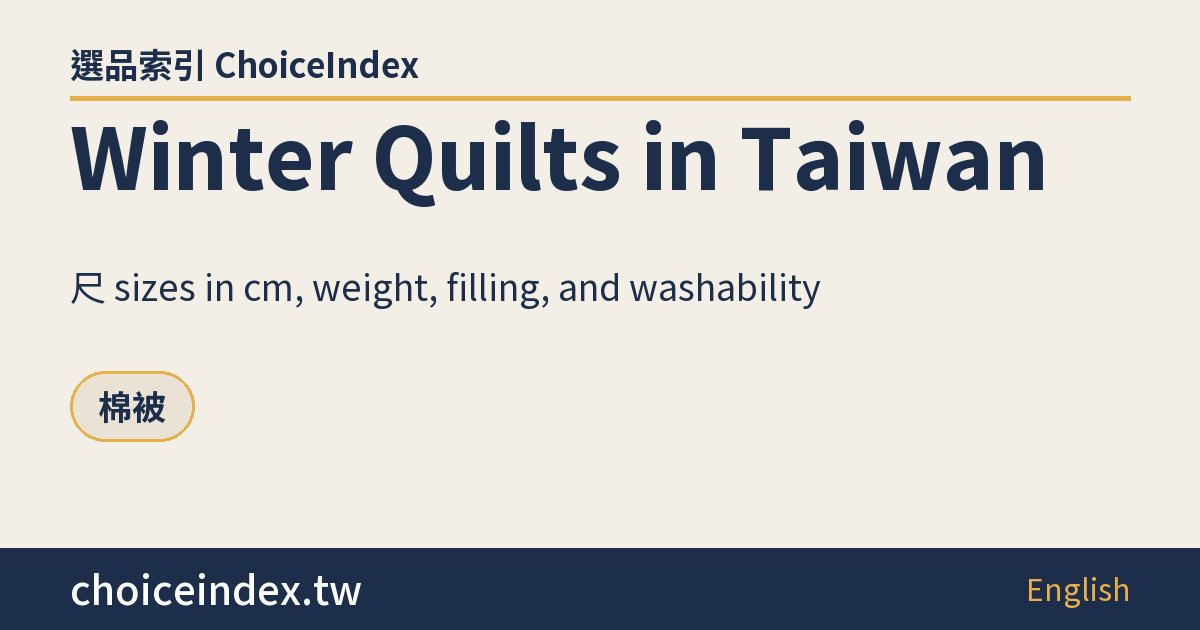 選品索引 ChoiceIndex
Winter Quilts in Taiwan
尺 sizes in cm, weight, filling, and washability
棉被
choiceindex.tw
English